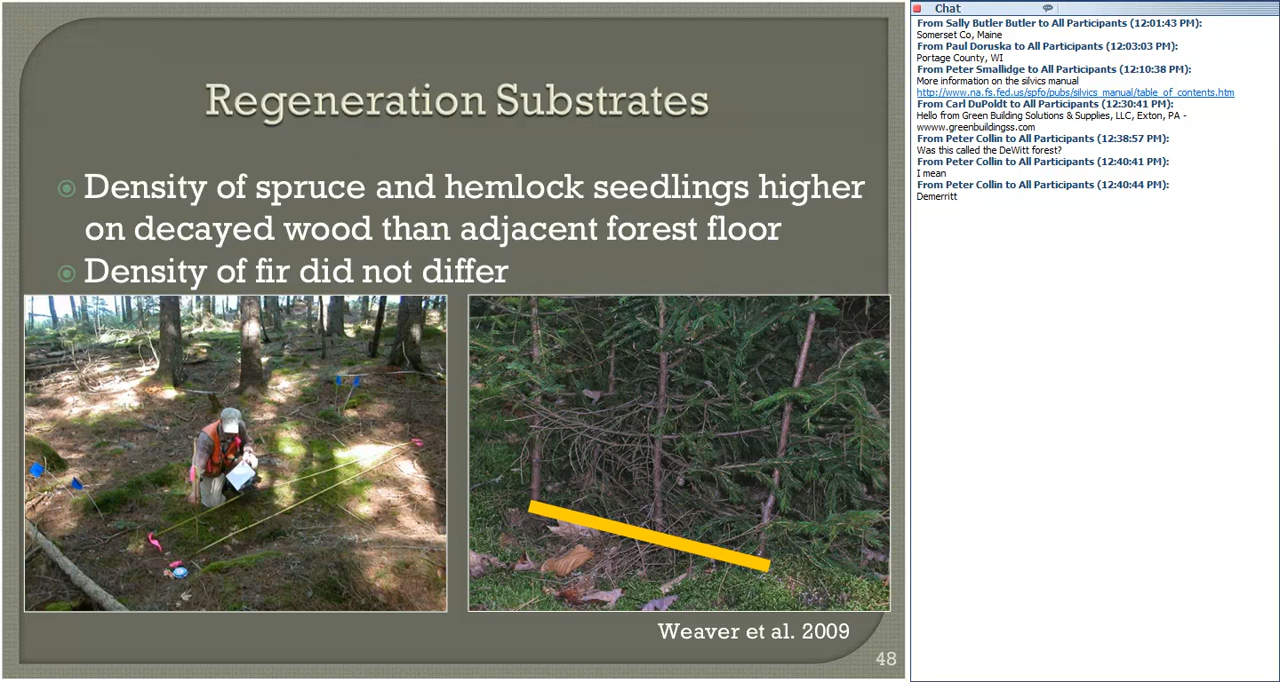 Regeneration Substrates
Density of spruce and hemlock seedlings higher
on decayed wood than adjacent forest floor
Density of fir did not differ
Weaver et al. 2009
48
Chat
From Sally Butler Butler to All Participants (12:01:43 PM):
Somerset Co, Maine
From Paul Doruska to All Participants (12:03:03 PM):
Portage County, WI
From Peter Smallidge to All Participants (12:10:38 PM):
More information on the silvics manual
http://www.na.fs.fed.us/spfo/pubs/silvics_manual/table_of_contents.htm
From Carl DuPoldt to All Participants (12:30:41 PM):
Hello from Green Building Solutions & Supplies, LLC, Exton, PA -
wwww.greenbuildingss.com
From Peter Collin to All Participants (12:38:57 PM):
Was this called the DeWitt forest?
From Peter Collin to All Participants (12:40:41 PM):
I mean
From Peter Collin to All Participants (12:40:44 PM):
Demerritt